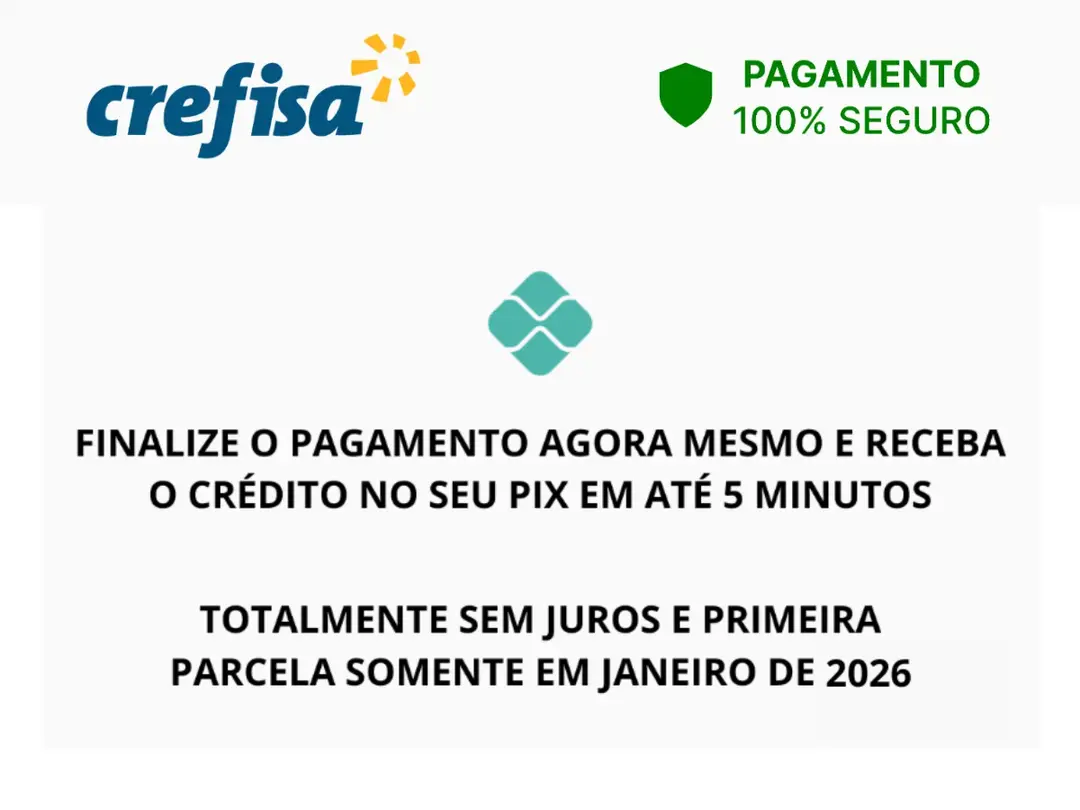 crefisa
PAGAMENTO
100% SEGURO
FINALIZE O PAGAMENTO AGORA MESMO E RECEBA
O CRÉDITO NO SEU PIX EM ATÉ 5 MINUTOS
TOTALMENTE SEM JUROS E PRIMEIRA
PARCELA SOMENTE EM JANEIRO DE 2026